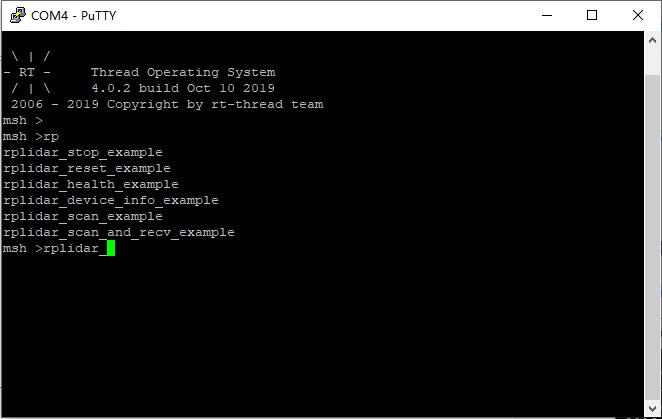 COM4 - PuTTY
\ | /
- RT -     Thread Operating System
/ | \     4.0.2 build Oct 10 2019
2006 - 2019 Copyright by rt-thread team
msh >
msh >rp
rplidar_stop_example
rplidar_reset_example
rplidar_health_example
rplidar_device_info_example
rplidar_scan_example
rplidar_scan_and_recv_example
msh >rplidar_